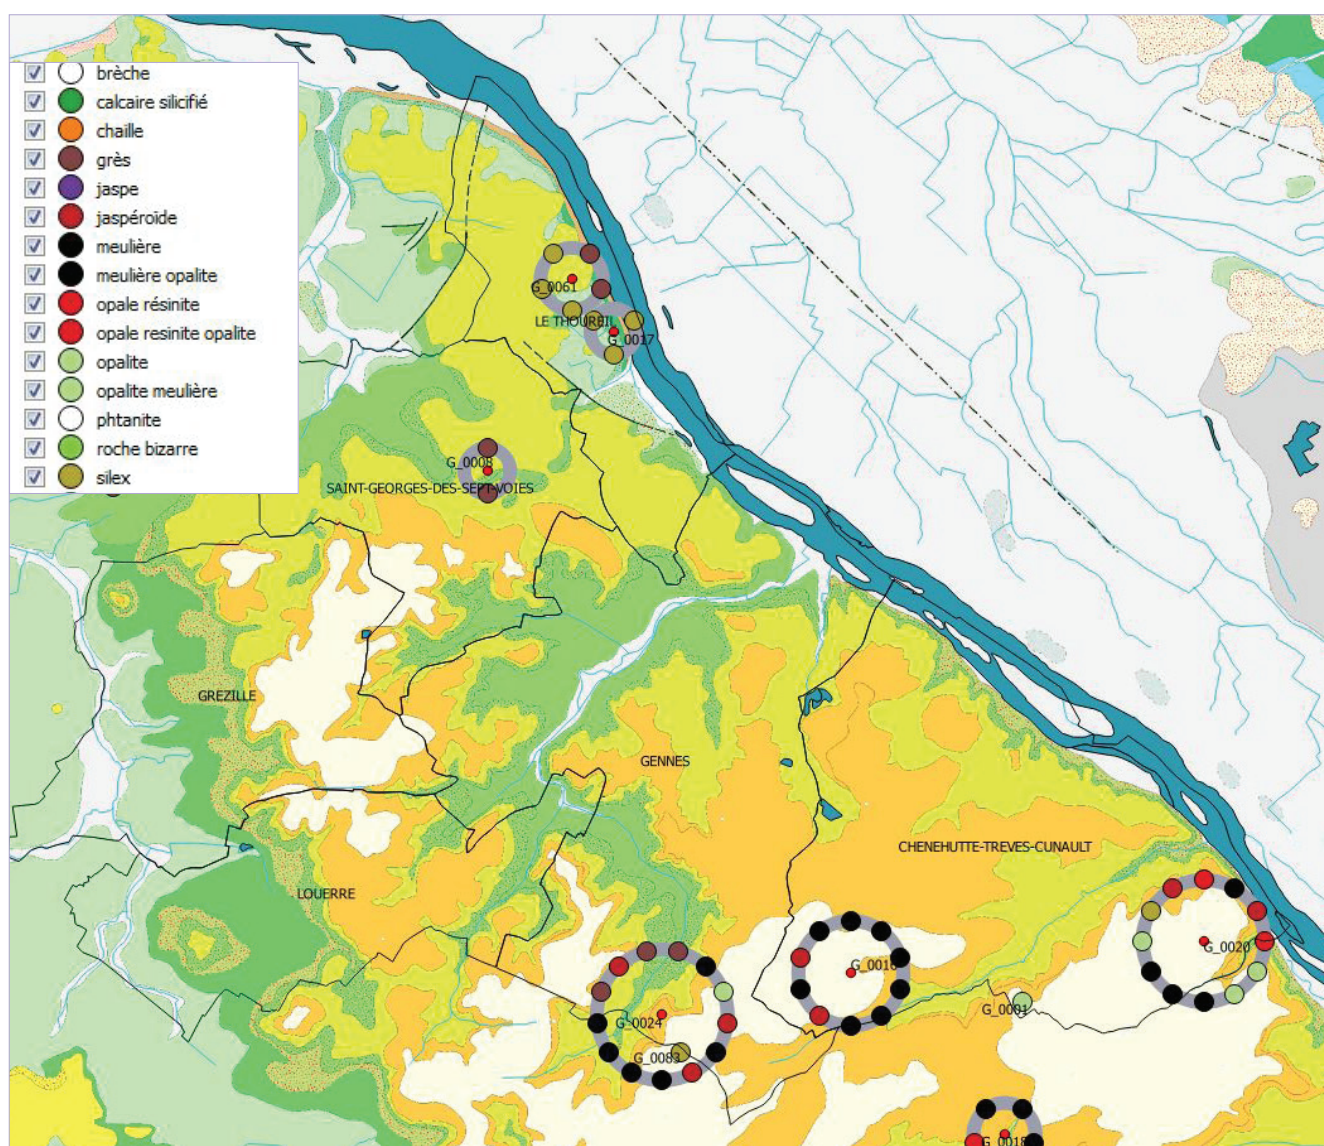 brèche
calcaire silicifié
chaille
grès
jaspe
jaspéroïde
meulière
meulière opalite
opale résinite
opale resinite opalite
opalite
opalite meulière
phtanite
roche bizarre
silex
G_0061
LE THOUREIL
G_0017
G_0008
SAINT-GEORGES-DES-SEPT-VOIES
GREZILLE
GENNES
CHENEHUTTE-TREVES-CUNAULT
LOUERRE
G_0020
G_0016
G_0001
G_0024
G_0083
G_0018